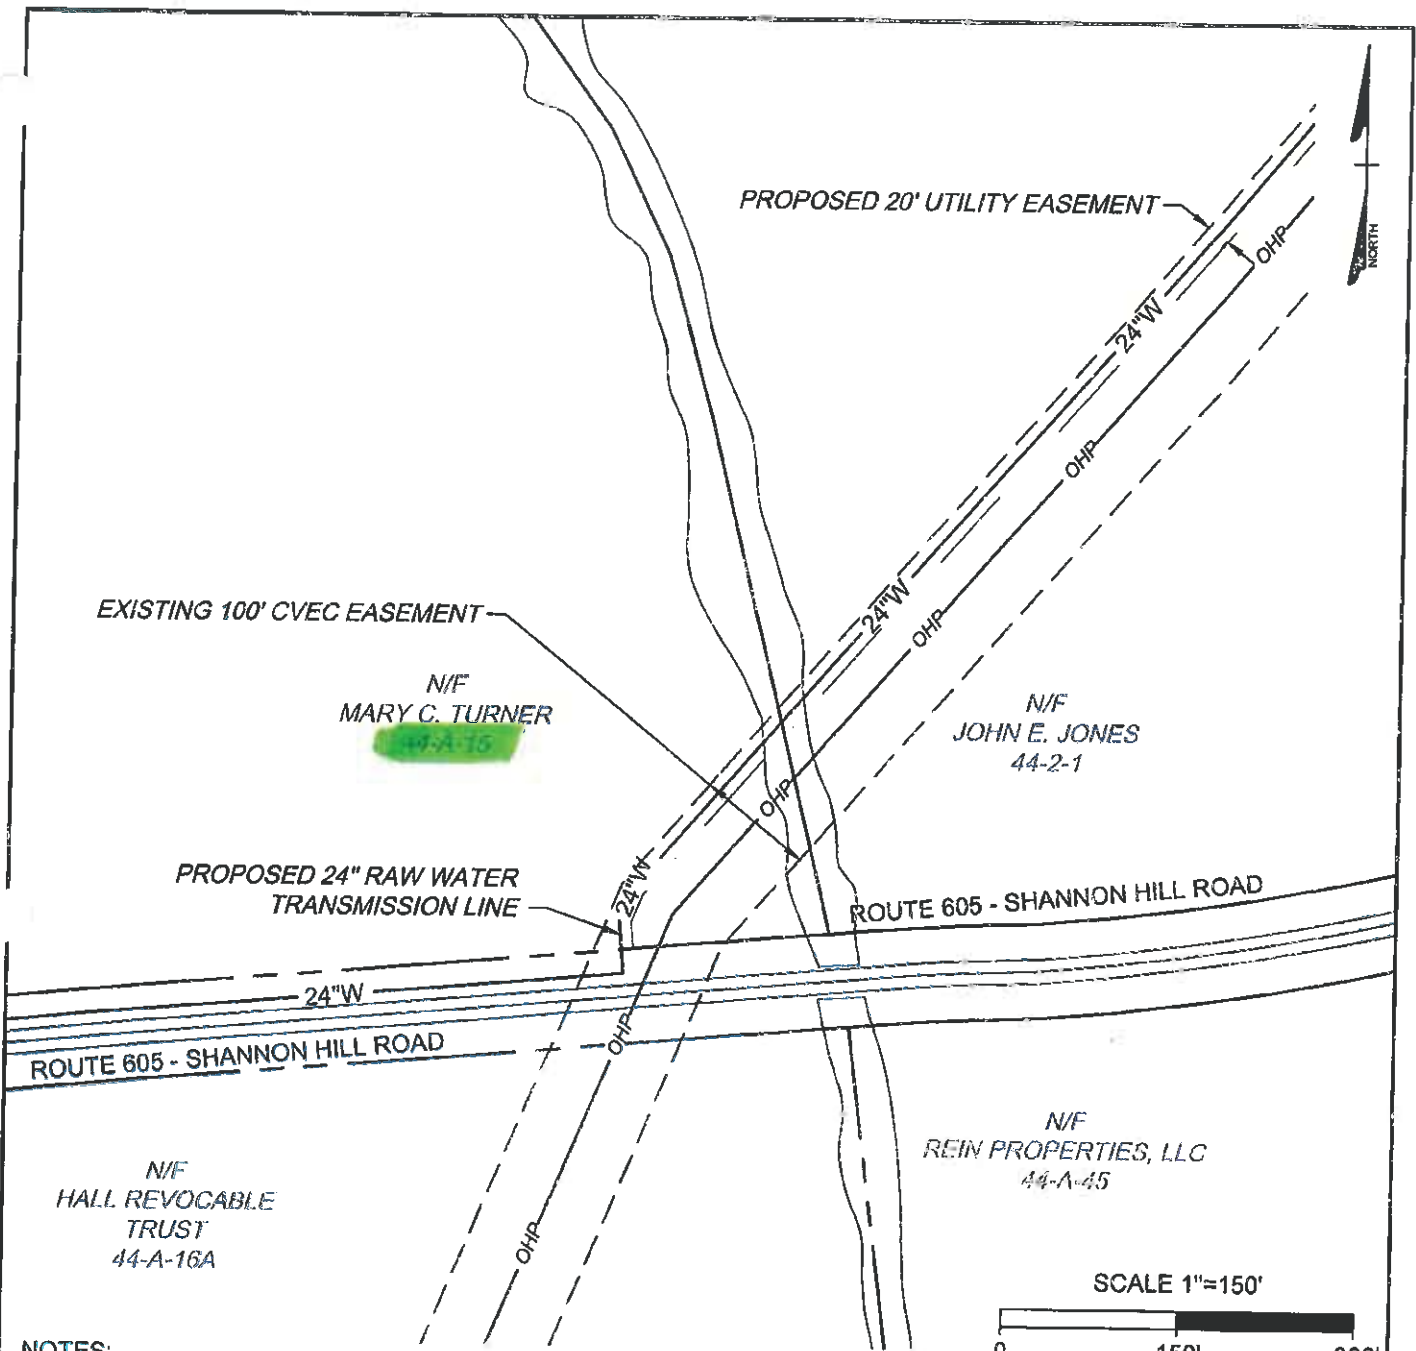 PROPOSED 20' UTILITY EASEMENT
NORTH
OHP
24"W
OHP
EXISTING 100' CVEC EASEMENT
24"W
OHP
N/F
MARY C. TURNER
44-A-15
N/F
JOHN E. JONES
44-2-1
OHP
PROPOSED 24" RAW WATER
TRANSMISSION LINE
24"W
ROUTE 605 - SHANNON HILL ROAD
24"W
OHP
ROUTE 605 - SHANNON HILL ROAD
N/F
REIN PROPERTIES, LLC
44-A-45
N/F
HALL REVOCABLE
TRUST
44-A-16A
OHP
SCALE 1"=150'
NOTES:
0 150' 300'